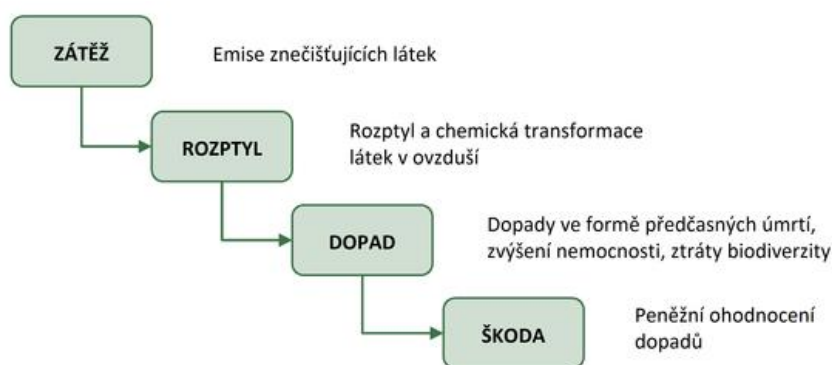 ZÁTĚŽ
Emise znečišťujících látek
ROZPTYL
Rozptyl a chemická transformace
látek v ovzduší
DOPAD
Dopady ve formě předčasných úmrtí,
zvýšení nemocnosti, ztráty biodiverzity
ŠKODA
Peněžní ohodnocení
dopadů